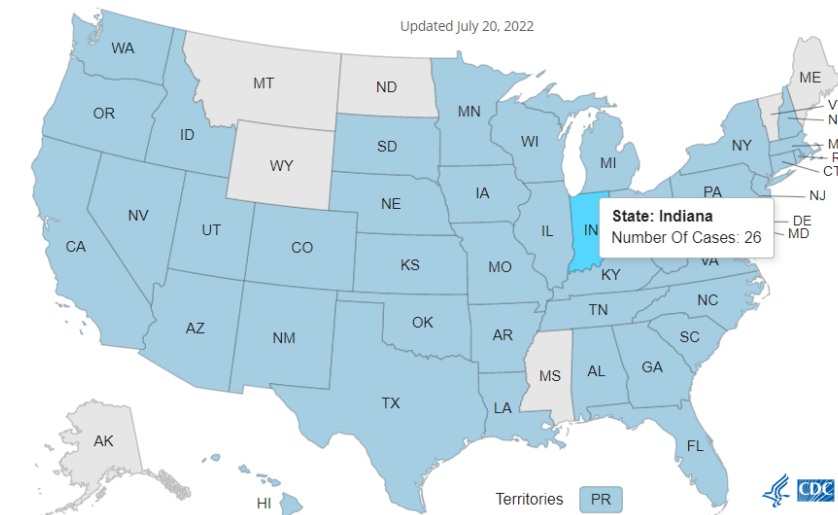 Updated July 20, 2022
WA
MT
ND
ME
OR
ID
MN
V
N
SD
WI
NY
M
WY
MI
R
CT
IA
PA
NE
NJ
NV
State: Indiana
UT
IL
IN
Number Of Cases: 26
DE
MD
CA
CO
KS
MO
KY
VA
NC
AZ
NM
OK
AR
TN
SC
MS
AL
GA
TX
LA
AK
FL
HI
Territories
PR
CDC